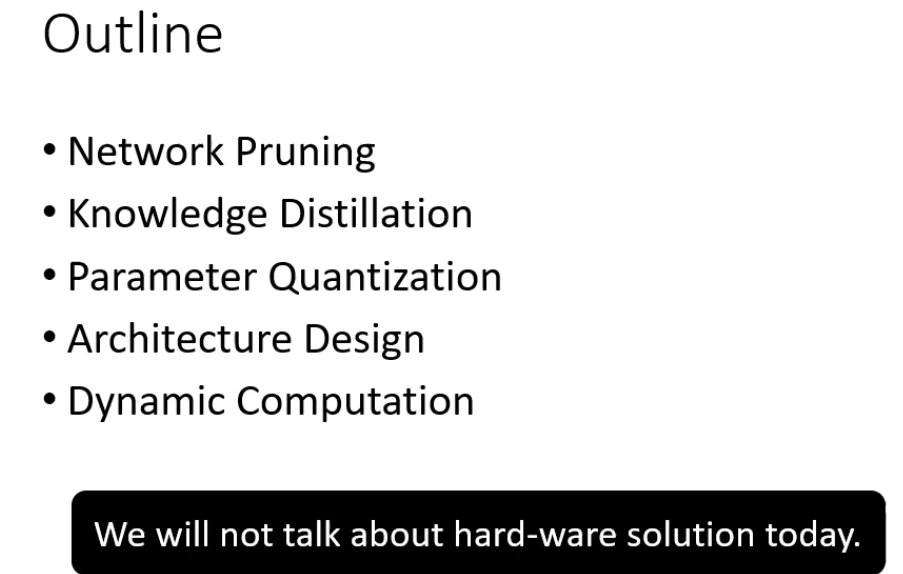 Outline
• Network Pruning
• Knowledge Distillation
• Parameter Quantization
• Architecture Design
• Dynamic Computation
We will not talk about hard-ware solution today.